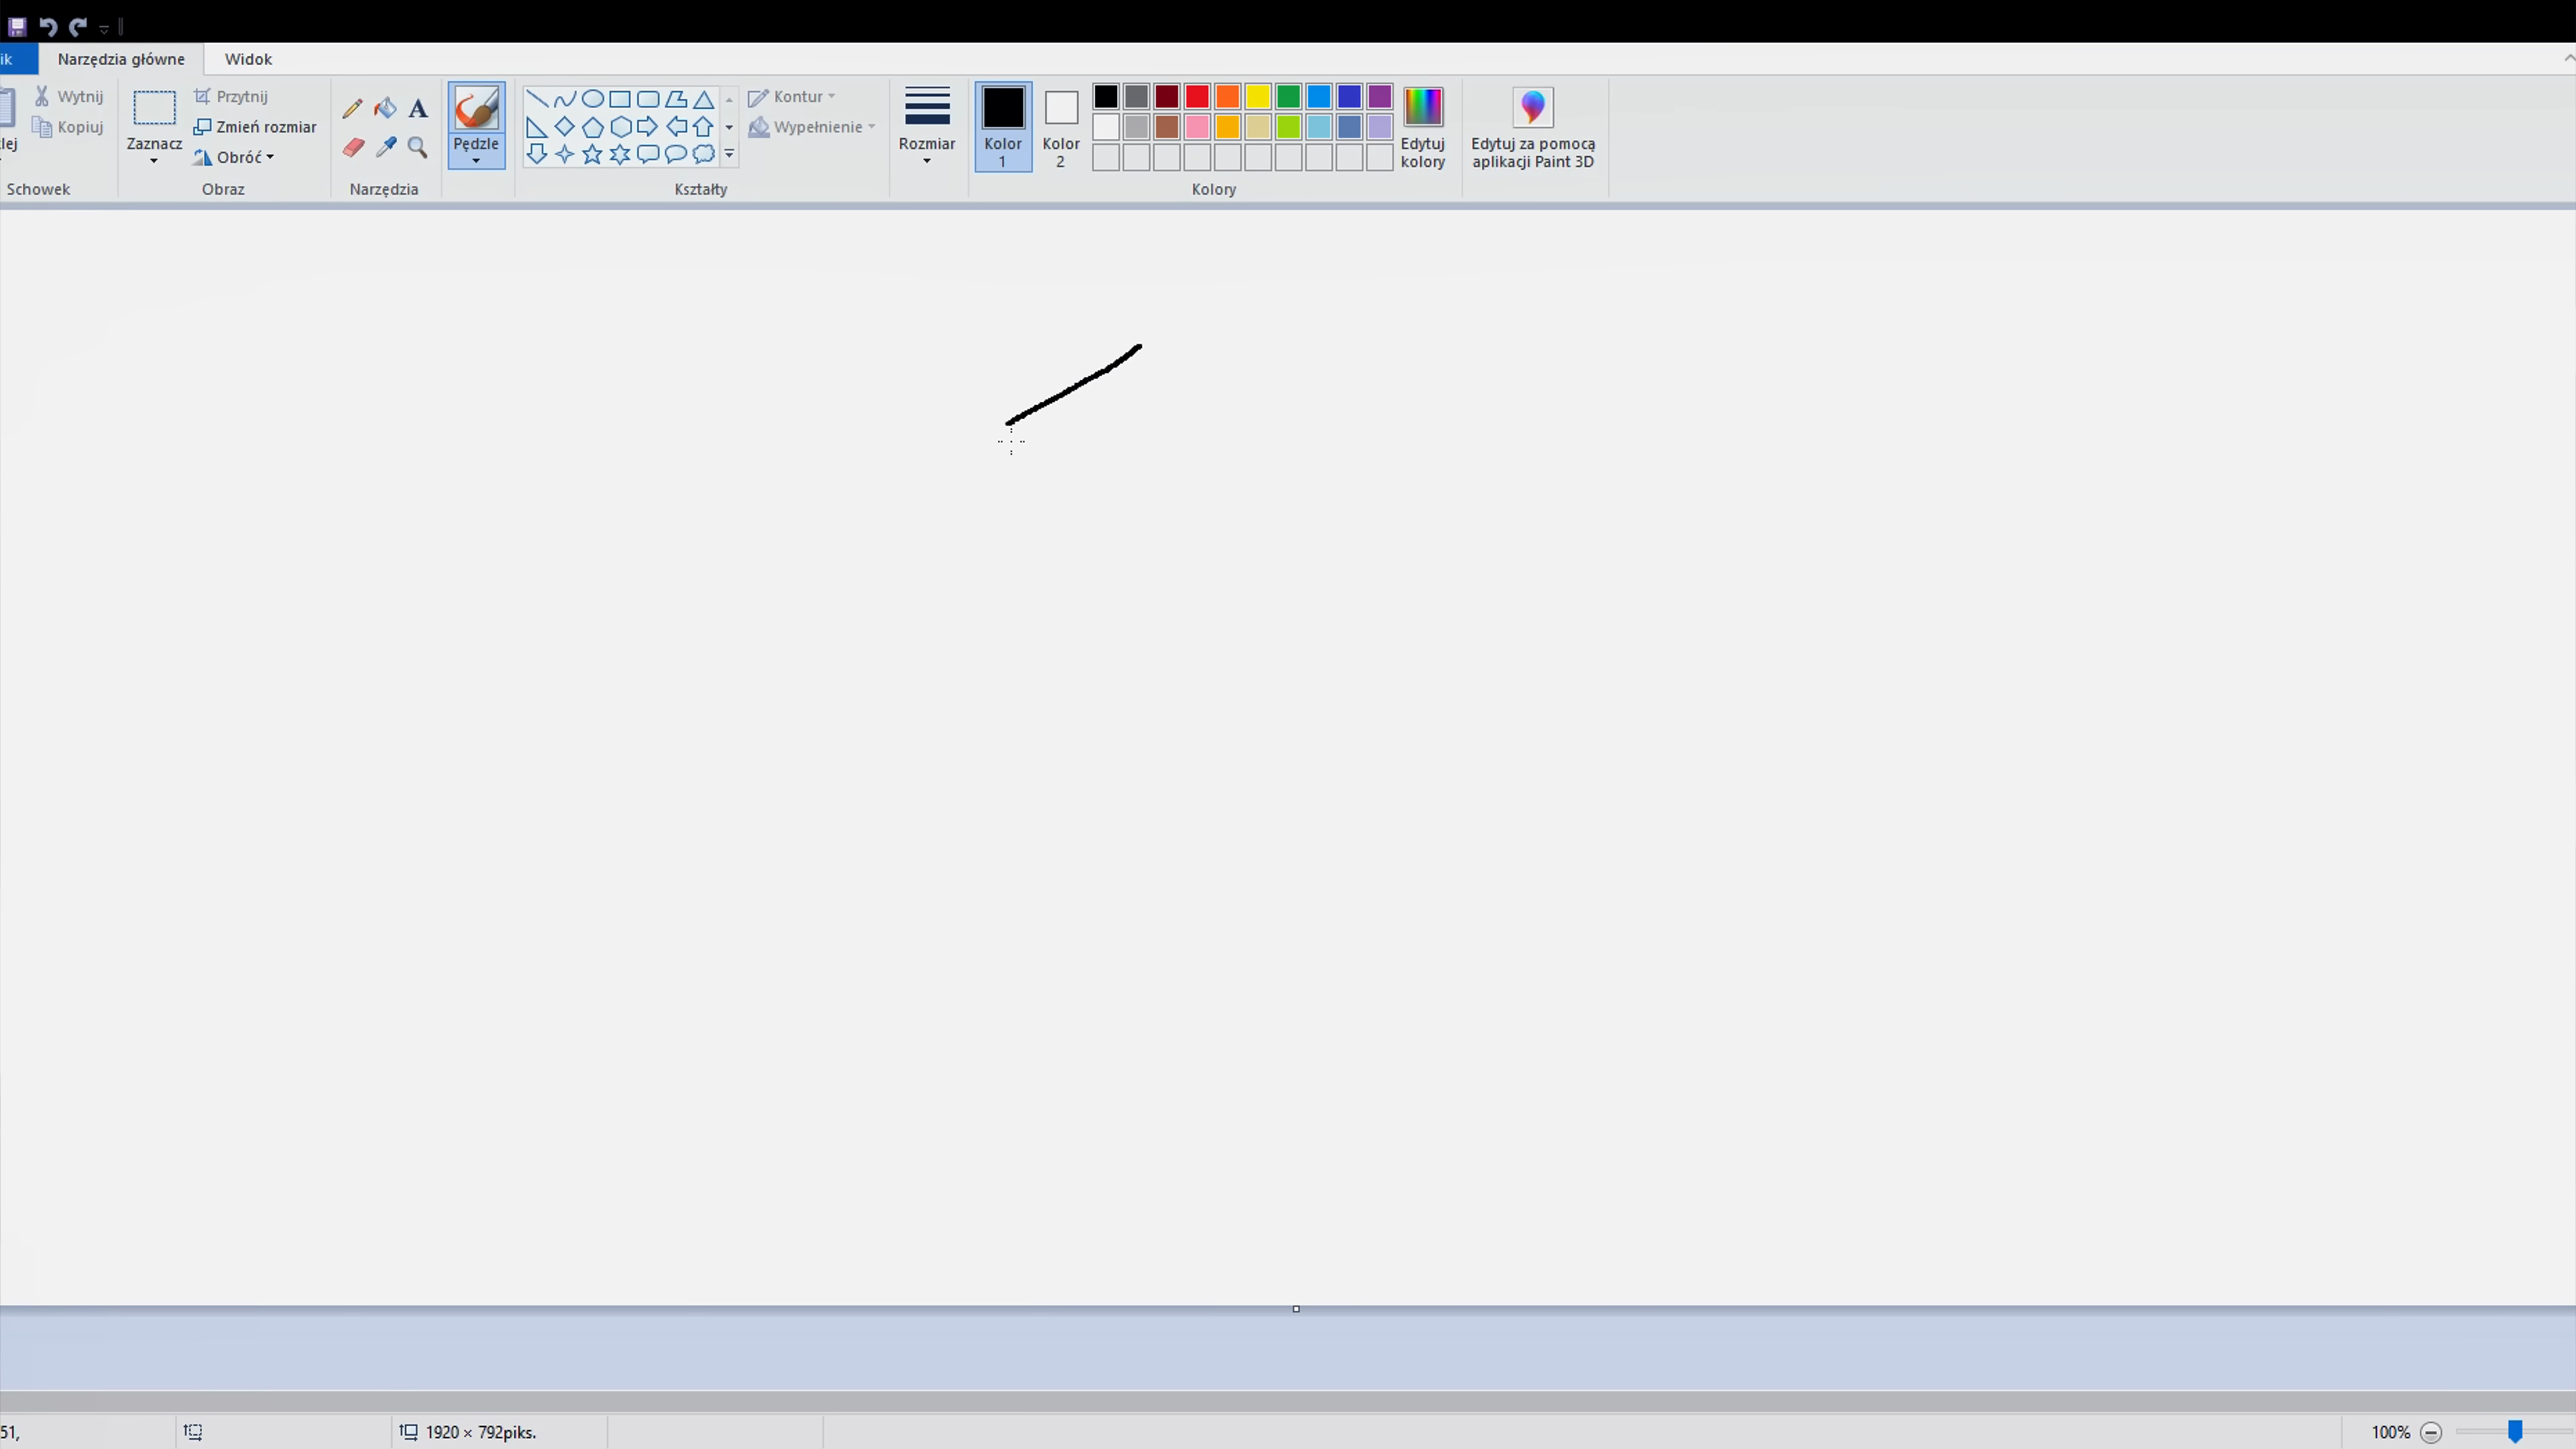 ik Narzędzia główne Widok
Wytnij
Kopiuj
lej
Schowek
Zaznacz
Przytnij
Zmień rozmiar
Obróć
Obraz
A
Narzędzia
Pędzle
Kształty
Kontur
Wypełnienie
Rozmiar
Kolor
1
Kolor
2
Edytuj
kolory
Kolory
Edytuj za pomocą
aplikacji Paint 3D
51,
1920 × 792piks.
100%